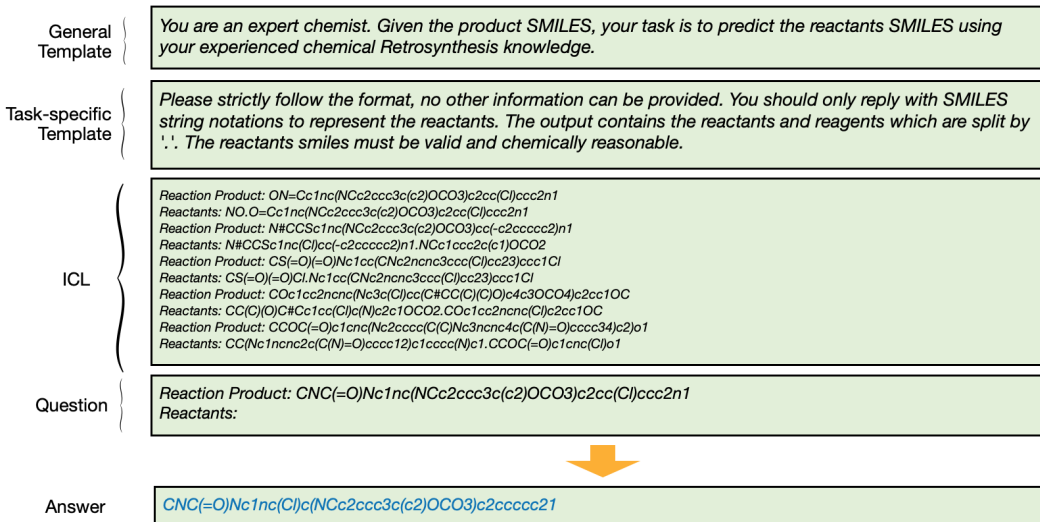 General
Template
You are an expert chemist. Given the product SMILES, your task is to predict the reactants SMILES using
your experienced chemical Retrosynthesis knowledge.
Task-specific
Template
Please strictly follow the format, no other information can be provided. You should only reply with SMILES
string notations to represent the reactants. The output contains the reactants and reagents which are split by
'.'. The reactants smiles must be valid and chemically reasonable.
ICL
Reaction Product: ON=Cc1nc(NCc2ccc3c(c2)OCO3)c2cc(Cl)ccc2n1
Reactants: NO.O=Cc1nc(NCc2ccc3c(c2)OCO3)c2cc(Cl)ccc2n1
Reaction Product: N#CCSc1nc(NCc2ccc3c(c2)OCO3)cc(-c2ccccc2)n1
Reactants: N#CCSc1nc(Cl)cc(-c2ccccc2)n1.NCc1ccc2c(c1)OCO2
Reaction Product: CS(=O)(=O)Nc1cc(CNc2ncnc3ccc(Cl)cc23)ccc1Cl
Reactants: CS(=O)(=O)Cl.Nc1cc(CNc2ncnc3ccc(Cl)cc23)ccc1Cl
Reaction Product: COc1cc2ncnc(Nc3c(Cl)cc(C#CC(C)(C)O)c4c3OCO4)c2cc1OC
Reactants: CC(C)(O)C#Cc1cc(Cl)c(N)c2c1OCO2.COc1cc2ncnc(Cl)c2cc1OC
Reaction Product: CCOC(=O)c1cnc(Nc2cccc(C(C)Nc3ncnc4c(C(N)=O)cccc34)c2)o1
Reactants: CC(Nc1ncnc2c(C(N)=O)cccc12)c1cccc(N)c1.CCOC(=O)c1cnc(Cl)o1
Question
Reaction Product: CNC(=O)Nc1nc(NCc2ccc3c(c2)OCO3)c2cc(Cl)ccc2n1
Reactants:
Answer
CNC(=O)Nc1nc(Cl)c(NCc2ccc3c(c2)OCO3)c2ccccc21